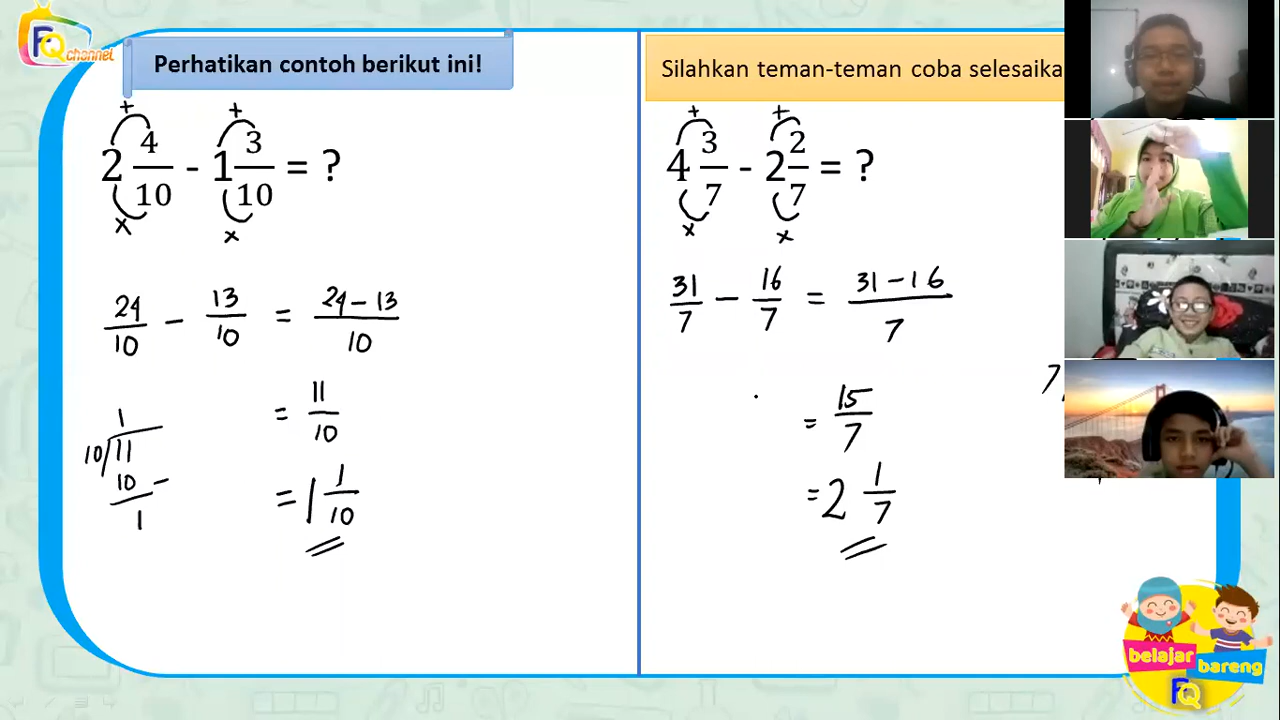 FQ channel
Perhatikan contoh berikut ini!
+ +
2 4/10 - 1 3/10 = ?
x x
24/10 - 13/10 = 24 - 13/10
= 11/10
1
10 11
10 -
1
= 1 1/10
Silahkan teman-teman coba selesaika
+ +
4 3/7 - 2 2/7 = ?
x x
31/7 - 16/7 = 31 - 16/7
= 15/7
= 2 1/7
7
belajar
bareng
FQ